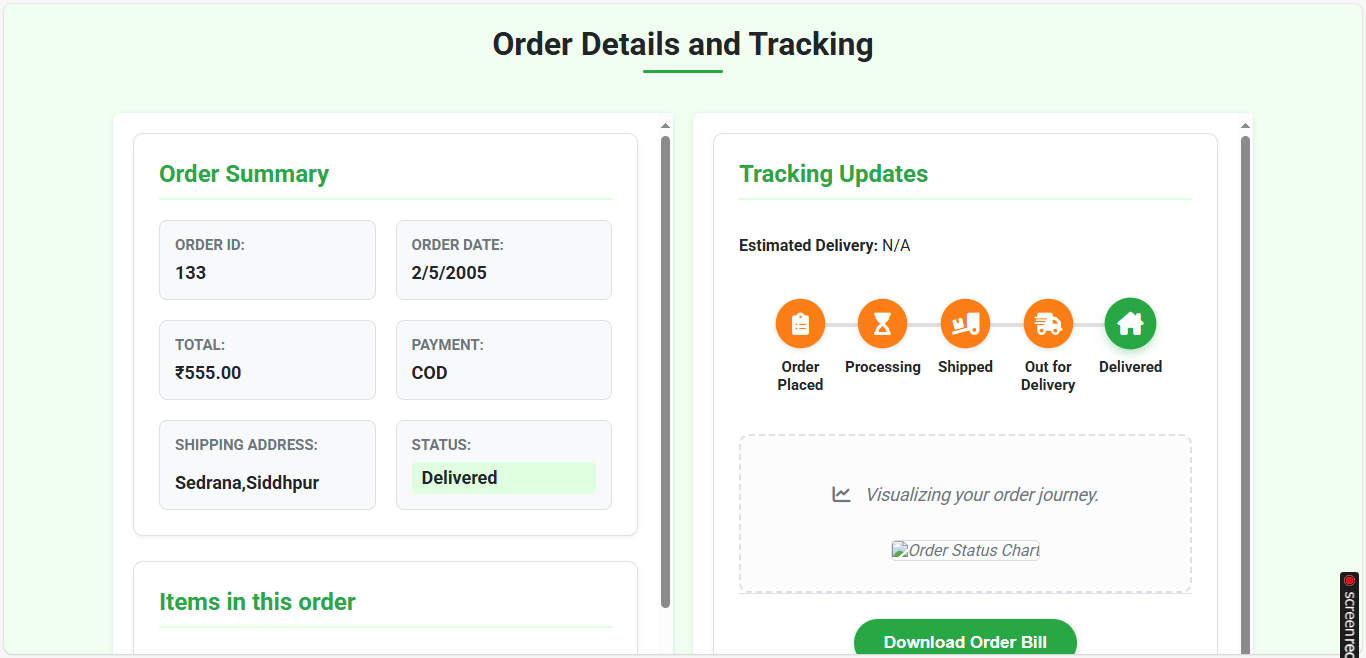 Order Details and Tracking
Order Summary
ORDER ID:
133
ORDER DATE:
2/5/2005
TOTAL:
₹555.00
PAYMENT:
COD
SHIPPING ADDRESS:
Sedrana,Siddhpur
STATUS:
Delivered
Items in this order
Tracking Updates
Estimated Delivery: N/A
Order
Placed
Processing
Shipped
Out for
Delivery
Delivered
Visualizing your order journey.
Order Status Chart
Download Order Bill
screen rec